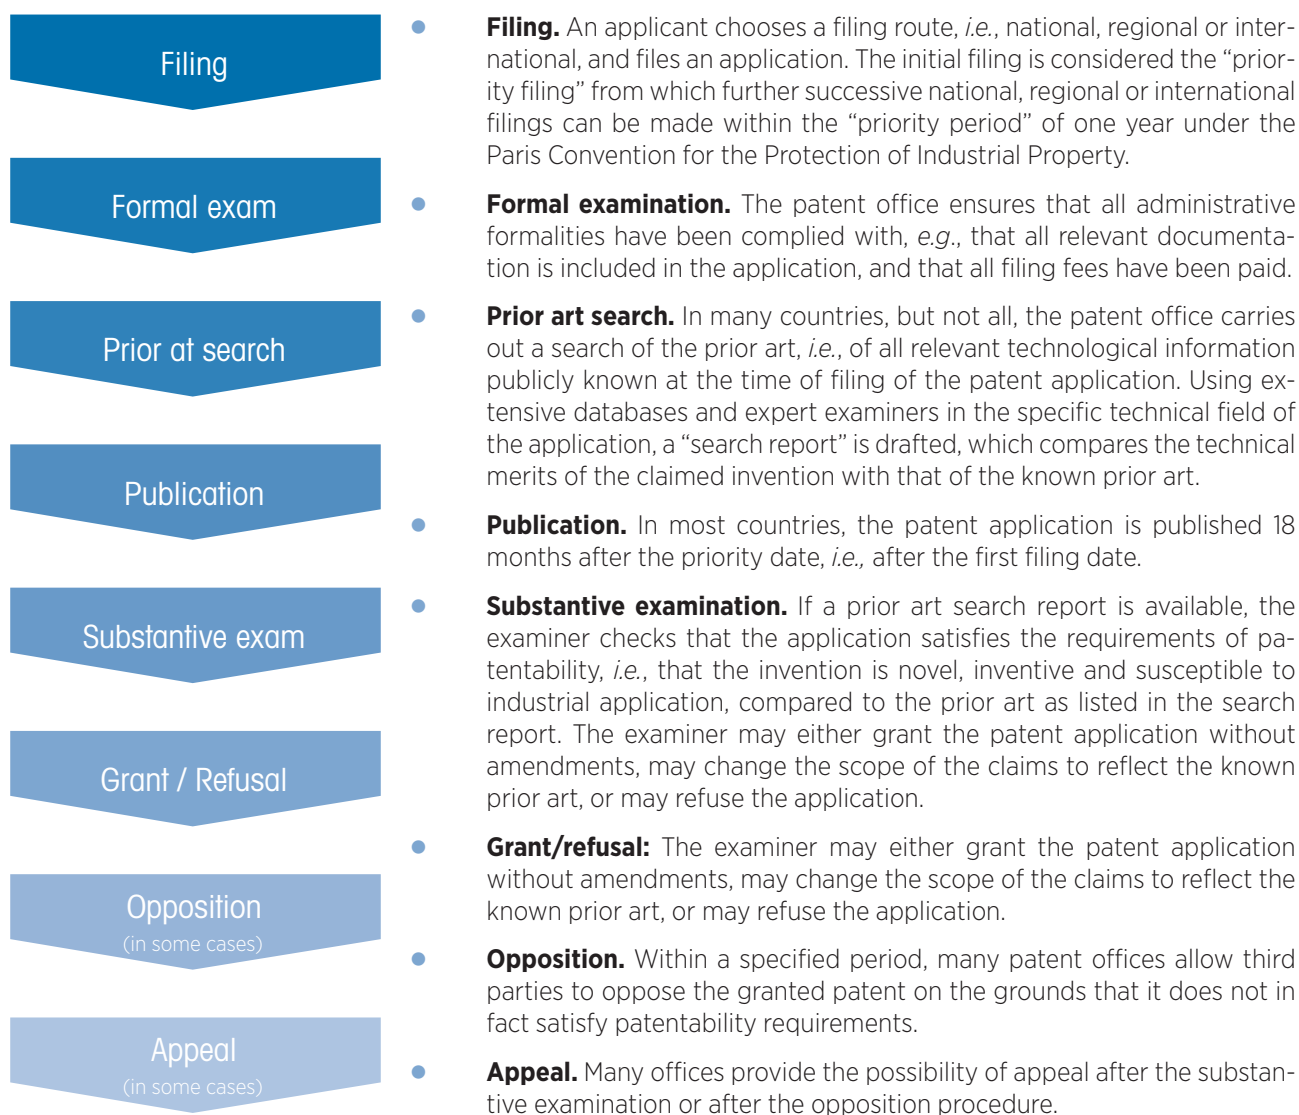 Filing
Formal exam
Prior at search
Publication
Substantive exam
Grant / Refusal
Opposition
(in some cases)
Appeal
(in some cases)
Filing. An applicant chooses a filing route, i.e., national, regional or inter-
national, and files an application. The initial filing is considered the “prior-
ity filing” from which further successive national, regional or international
filings can be made within the “priority period” of one year under the
Paris Convention for the Protection of Industrial Property.
Formal examination. The patent office ensures that all administrative
formalities have been complied with, e.g., that all relevant documenta-
tion is included in the application, and that all filing fees have been paid.
Prior art search. In many countries, but not all, the patent office carries
out a search of the prior art, i.e., of all relevant technological information
publicly known at the time of filing of the patent application. Using ex-
tensive databases and expert examiners in the specific technical field of
the application, a “search report” is drafted, which compares the technical
merits of the claimed invention with that of the known prior art.
Publication. In most countries, the patent application is published 18
months after the priority date, i.e., after the first filing date.
Substantive examination. If a prior art search report is available, the
examiner checks that the application satisfies the requirements of pa-
tentability, i.e., that the invention is novel, inventive and susceptible to
industrial application, compared to the prior art as listed in the search
report. The examiner may either grant the patent application without
amendments, may change the scope of the claims to reflect the known
prior art, or may refuse the application.
Grant/refusal: The examiner may either grant the patent application
without amendments, may change the scope of the claims to reflect the
known prior art, or may refuse the application.
Opposition. Within a specified period, many patent offices allow third
parties to oppose the granted patent on the grounds that it does not in
fact satisfy patentability requirements.
Appeal. Many offices provide the possibility of appeal after the substan-
tive examination or after the opposition procedure.